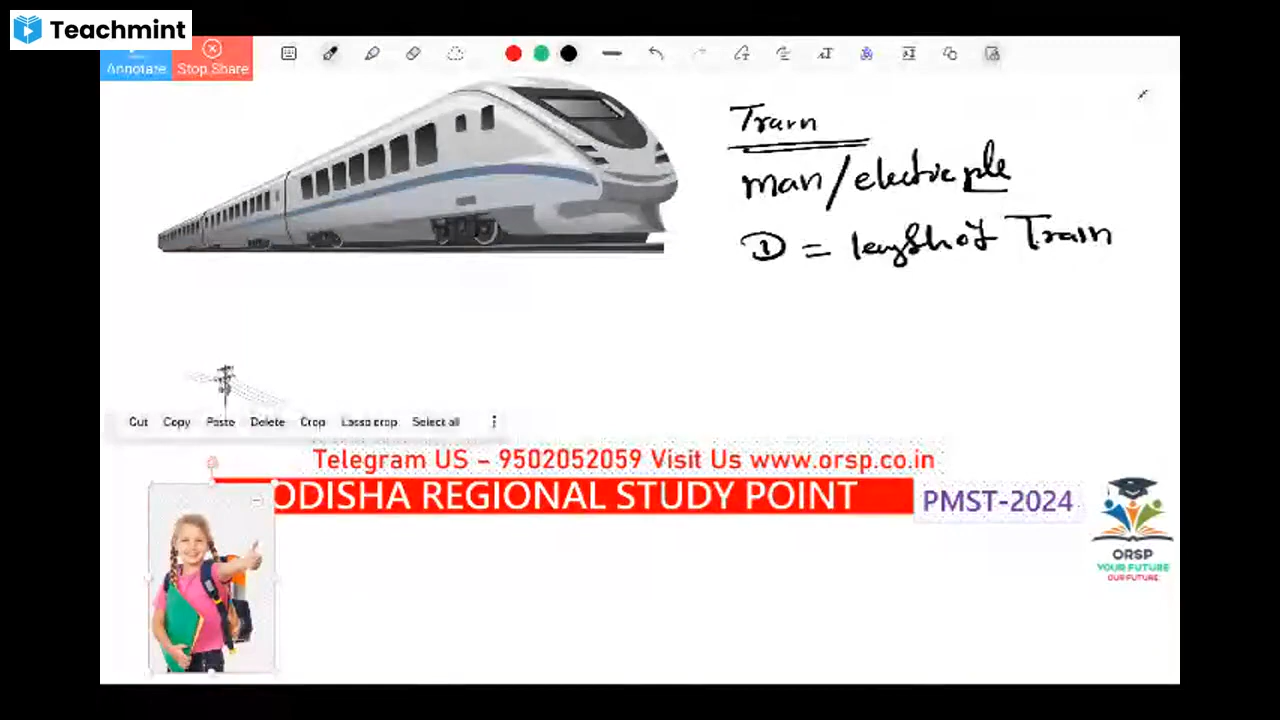 Teachmint
Annotate
Stop Share
Train
man/electric pole
D = length of Train
Cut Copy Paste Delete Crop Lasso crop Select all
Telegram US – 9502052059 Visit Us www.orsp.co.in
ODISHA REGIONAL STUDY POINT
PMST-2024
ORSP
YOUR FUTURE
OUR FUTURE